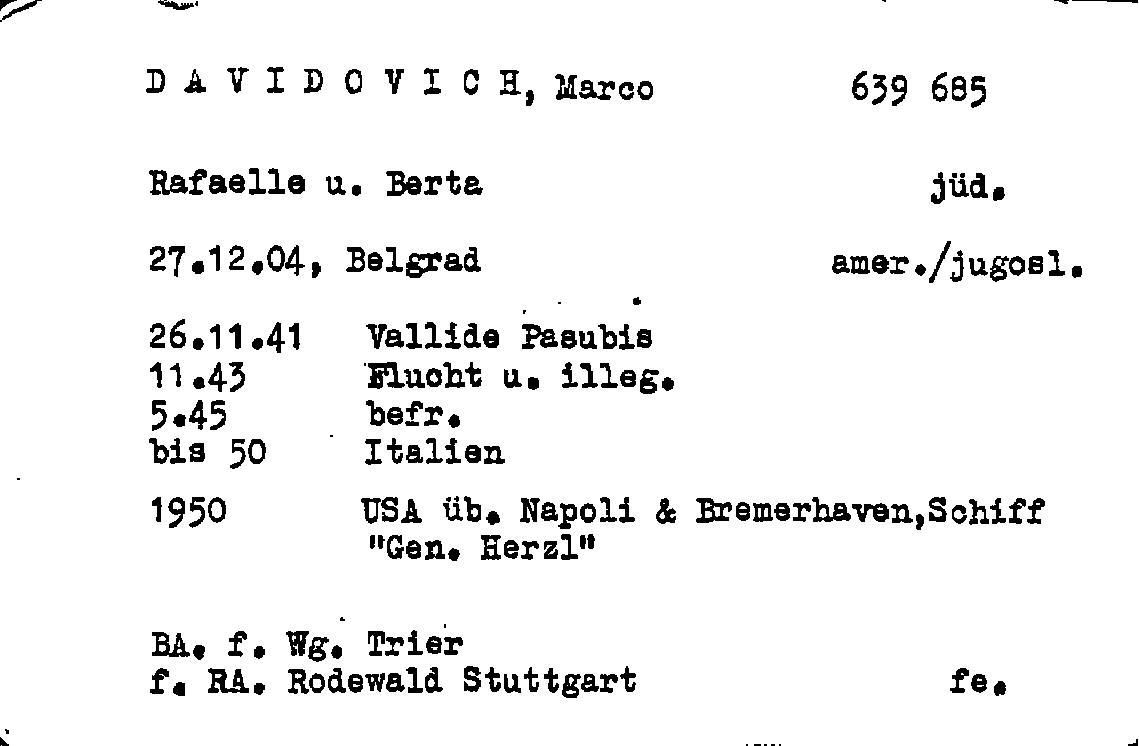 D A V I D O V I C H, Marco 639 685
Rafaelle u. Berta jüd.
27.12.04, Belgrad amer./jugosl.
26.11.41 Vallide Pasubis
11.43 Flucht u. illeg.
5.45 befr.
bis 50 Italien
1950 USA üb. Napoli & Bremerhaven,Schiff
"Gen. Herzl"
BA. f. Wg. Trier
f. RA. Rodewald Stuttgart fe.